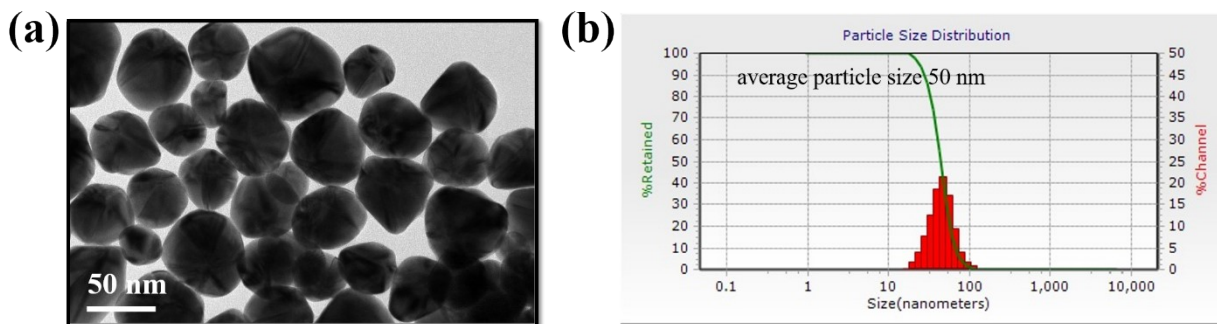 (a)
50 nm
(b)
Particle Size Distribution
average particle size 50 nm
%Retained
100
90
80
70
60
50
40
30
20
10
0
50
45
40
35
30
25
20
15
10
5
0
%Channel
0.1 1 10 100 1,000 10,000
Size(nanometers)